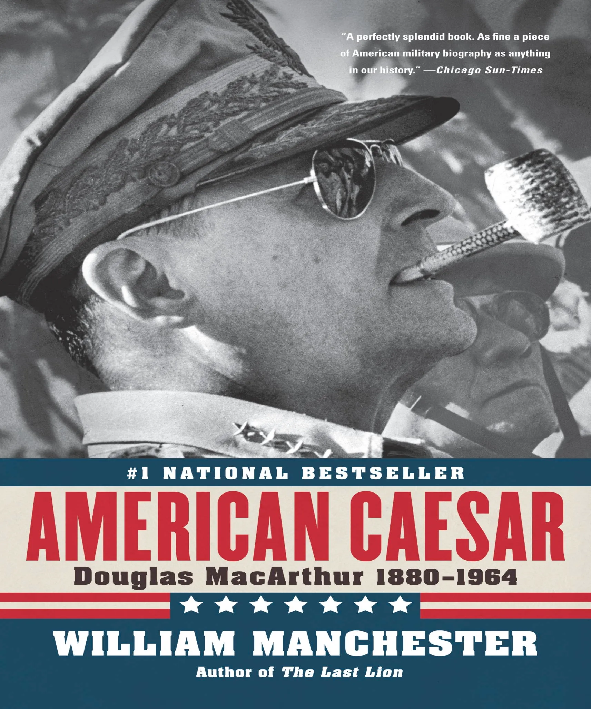 "A perfectly splendid book. As fine a piece
of American military biography as anything
in our history." —Chicago Sun-Times
#1 NATIONAL BESTSELLER
AMERICAN CAESAR
Douglas MacArthur 1880–1964
WILLIAM MANCHESTER
Author of The Last Lion